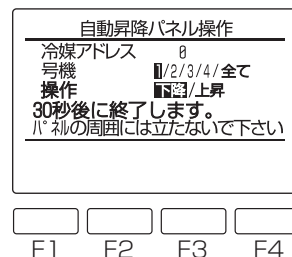 自動昇降パネル操作
冷媒アドレス 0
号機 1/2/3/4/全て
操作 下降/上昇
30秒後に終了します。
パネルの周囲には立たないで下さい
F1 F2 F3 F4